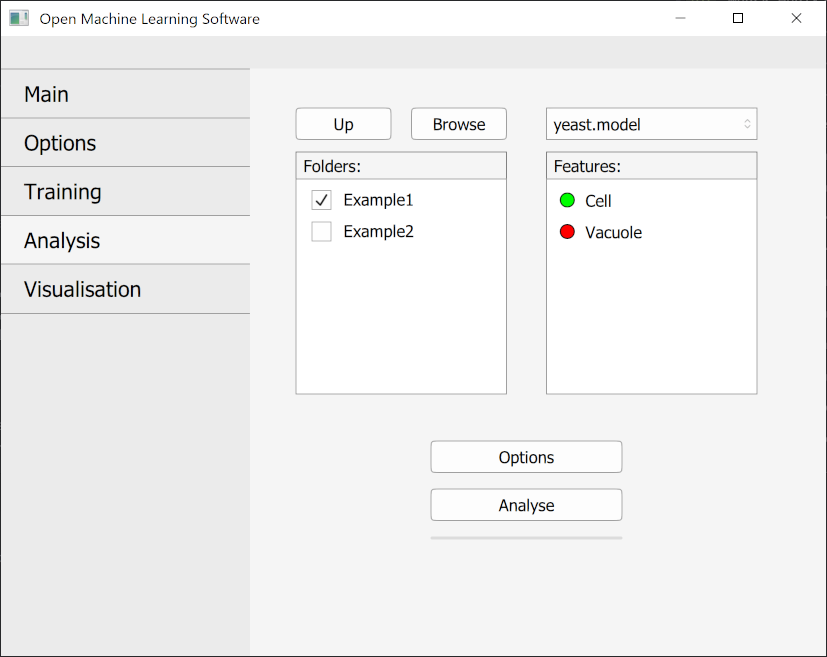 Open Machine Learning Software
Main
Options
Training
Analysis
Visualisation
Up
Browse
yeast.model
Folders:
Example1
Example2
Features:
Cell
Vacuole
Options
Analyse